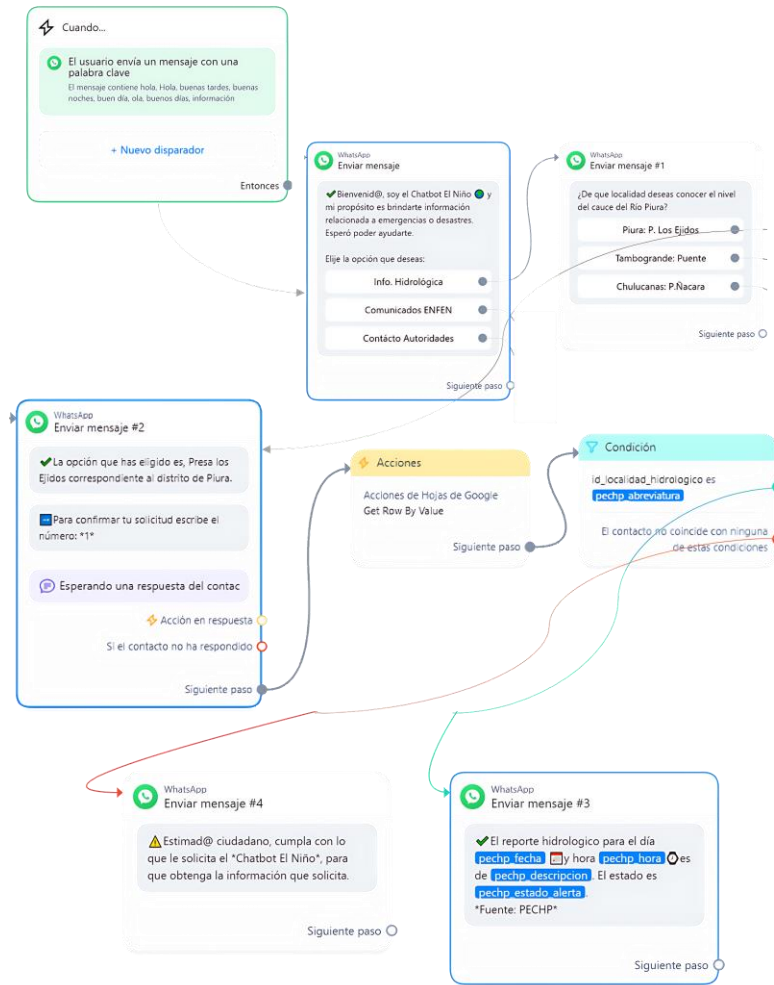 Cuando...
El usuario envía un mensaje con una
palabra clave
El mensaje contiene hola, Hola, buenas tardes, buenas
noches, buen día, ola, buenos días, información
+ Nuevo disparador
Entonces
WhatsApp
Enviar mensaje
Bienvenid@, soy el Chatbot El Niño y
mi propósito es brindarte información
relacionada a emergencias o desastres.
Esperó poder ayudarte.
Elije la opción que deseas:
Info. Hidrológica
Comunicados ENFEN
Contácto Autoridades
Siguiente paso
WhatsApp
Enviar mensaje #1
¿De que localidad deseas conocer el nivel
del cauce del Río Piura?
Piura: P. Los Ejidos
Tambogrande: Puente
Chulucanas: P.Ñacara
Siguiente paso
WhatsApp
Enviar mensaje #2
La opción que has eligido es, Presa los
Ejidos correspondiente al distrito de Piura.
Para confirmar tu solicitud escribe el
número: *1*
Esperando una respuesta del contac
Acción en respuesta
Si el contacto no ha respondido
Siguiente paso
Acciones
Acciones de Hojas de Google
Get Row By Value
Siguiente paso
Condición
id_localidad_hidrologico es
pechp_abreviatura
El contacto no coincide con ninguna
de estas condiciones
WhatsApp
Enviar mensaje #4
Estimad@ ciudadano, cumpla con lo
que le solicita el *Chatbot El Niño*, para
que obtenga la información que solicita.
Siguiente paso
WhatsApp
Enviar mensaje #3
El reporte hidrologico para el día
pechp_fecha y hora pechp_hora es
de pechp_descripcion. El estado es
pechp_estado_alerta.
*Fuente: PECHP*
Siguiente paso